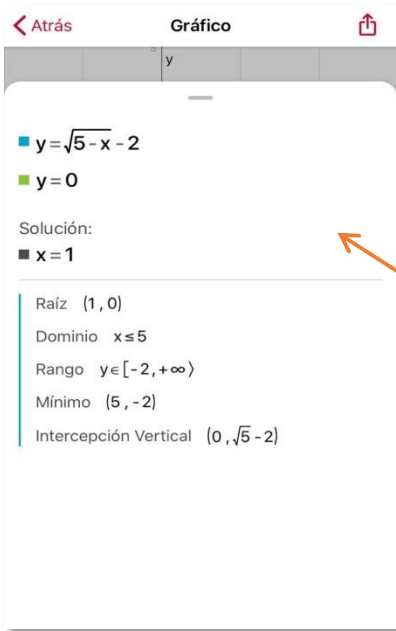 Atrás Gráfico
y
y=√5-x - 2
y=0
Solución:
x=1
Raíz (1,0)
Dominio x≤5
Rango y∈[-2,+∞⟩
Mínimo (5,-2)
Intercepción Vertical (0,√5-2)